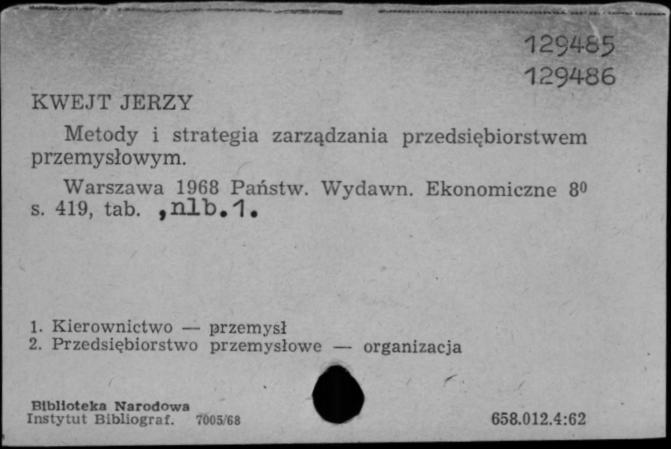 129485
129486
KWEJT JERZY
Metody i strategia zarządzania przedsiębiorstwem
przemysłowym.
Warszawa 1968 Państw. Wydawn. Ekonomiczne 8⁰
s. 419, tab. ,nlb.1.
1. Kierownictwo — przemysł
2. Przedsiębiorstwo przemysłowe — organizacja
Biblioteka Narodowa
Instytut Bibliograf. 7005/68
658.012.4:62